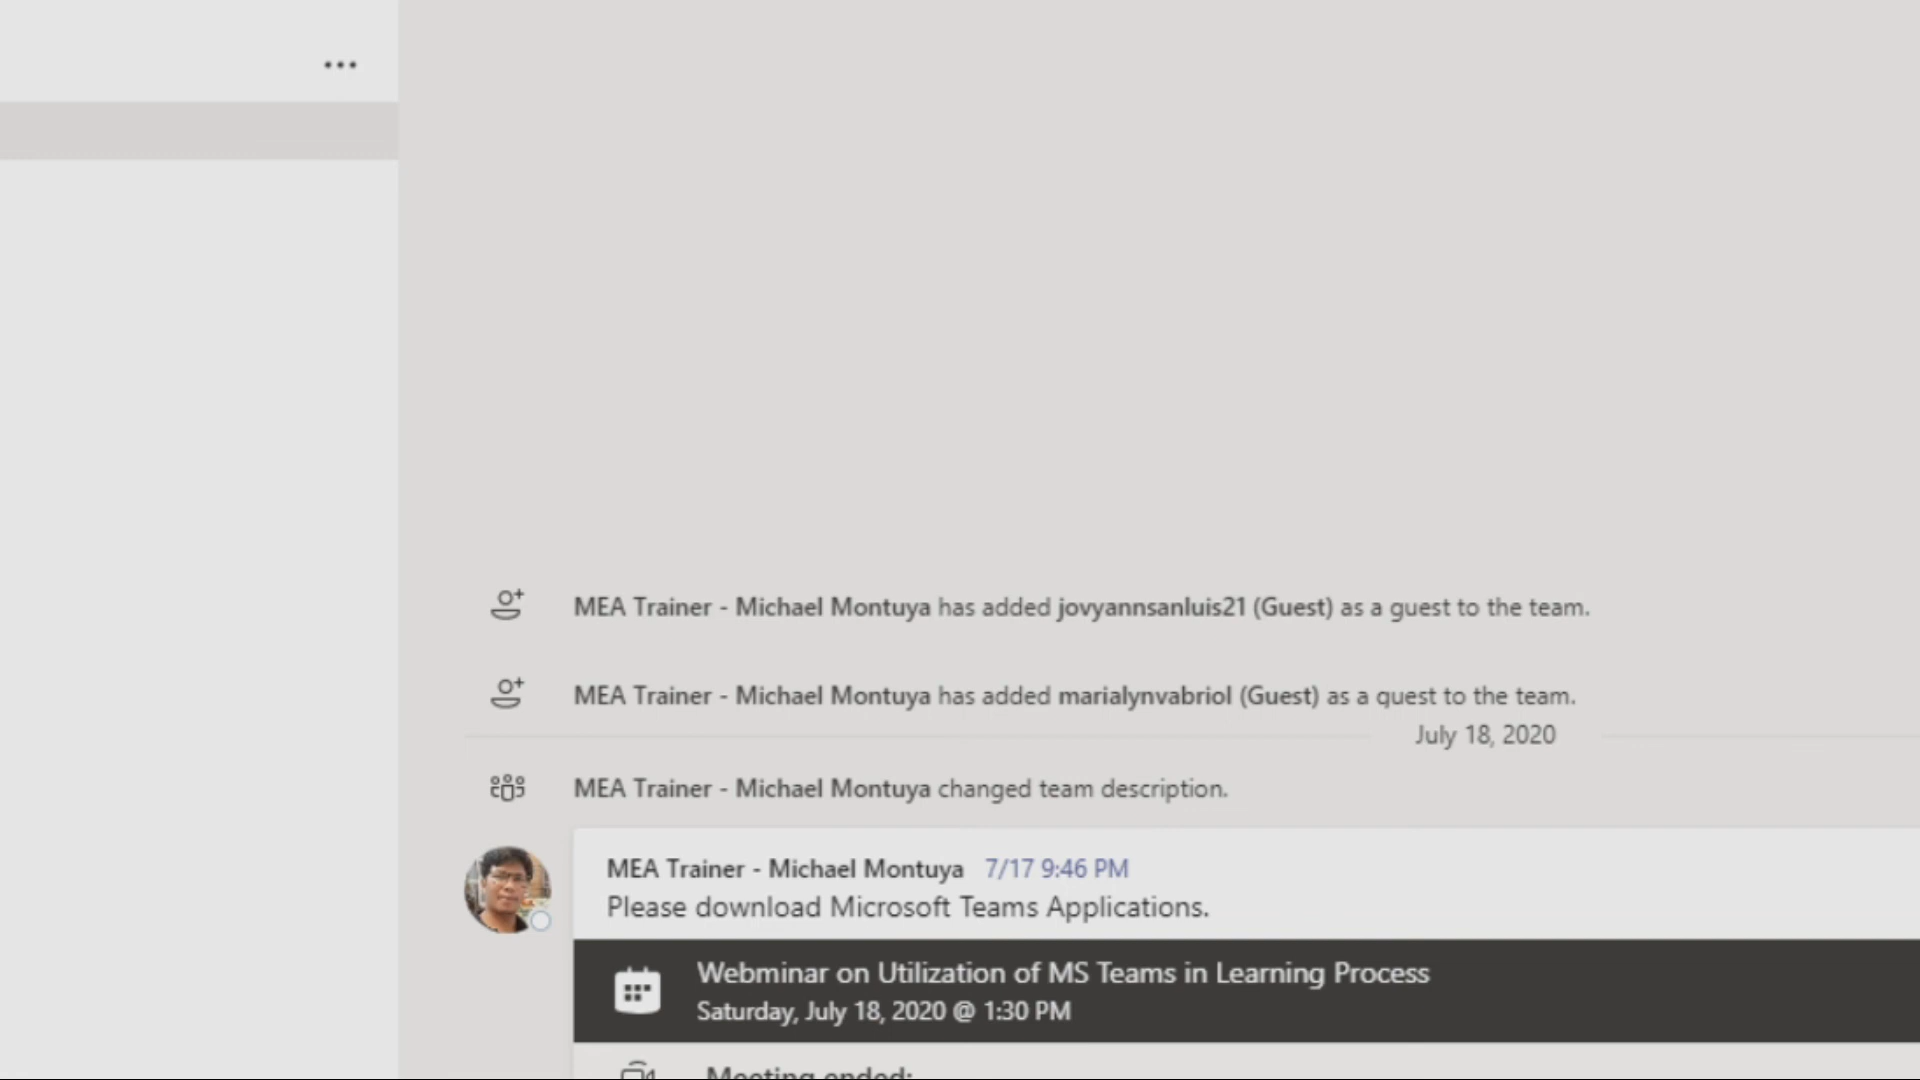 MEA Trainer - Michael Montuya has added jovyannsanluis21 (Guest) as a guest to the team.
MEA Trainer - Michael Montuya has added marialynvabriol (Guest) as a guest to the team.
July 18, 2020
MEA Trainer - Michael Montuya changed team description.
MEA Trainer - Michael Montuya 7/17 9:46 PM
Please download Microsoft Teams Applications.
Webminar on Utilization of MS Teams in Learning Process
Saturday, July 18, 2020 @ 1:30 PM
Meeting ended: